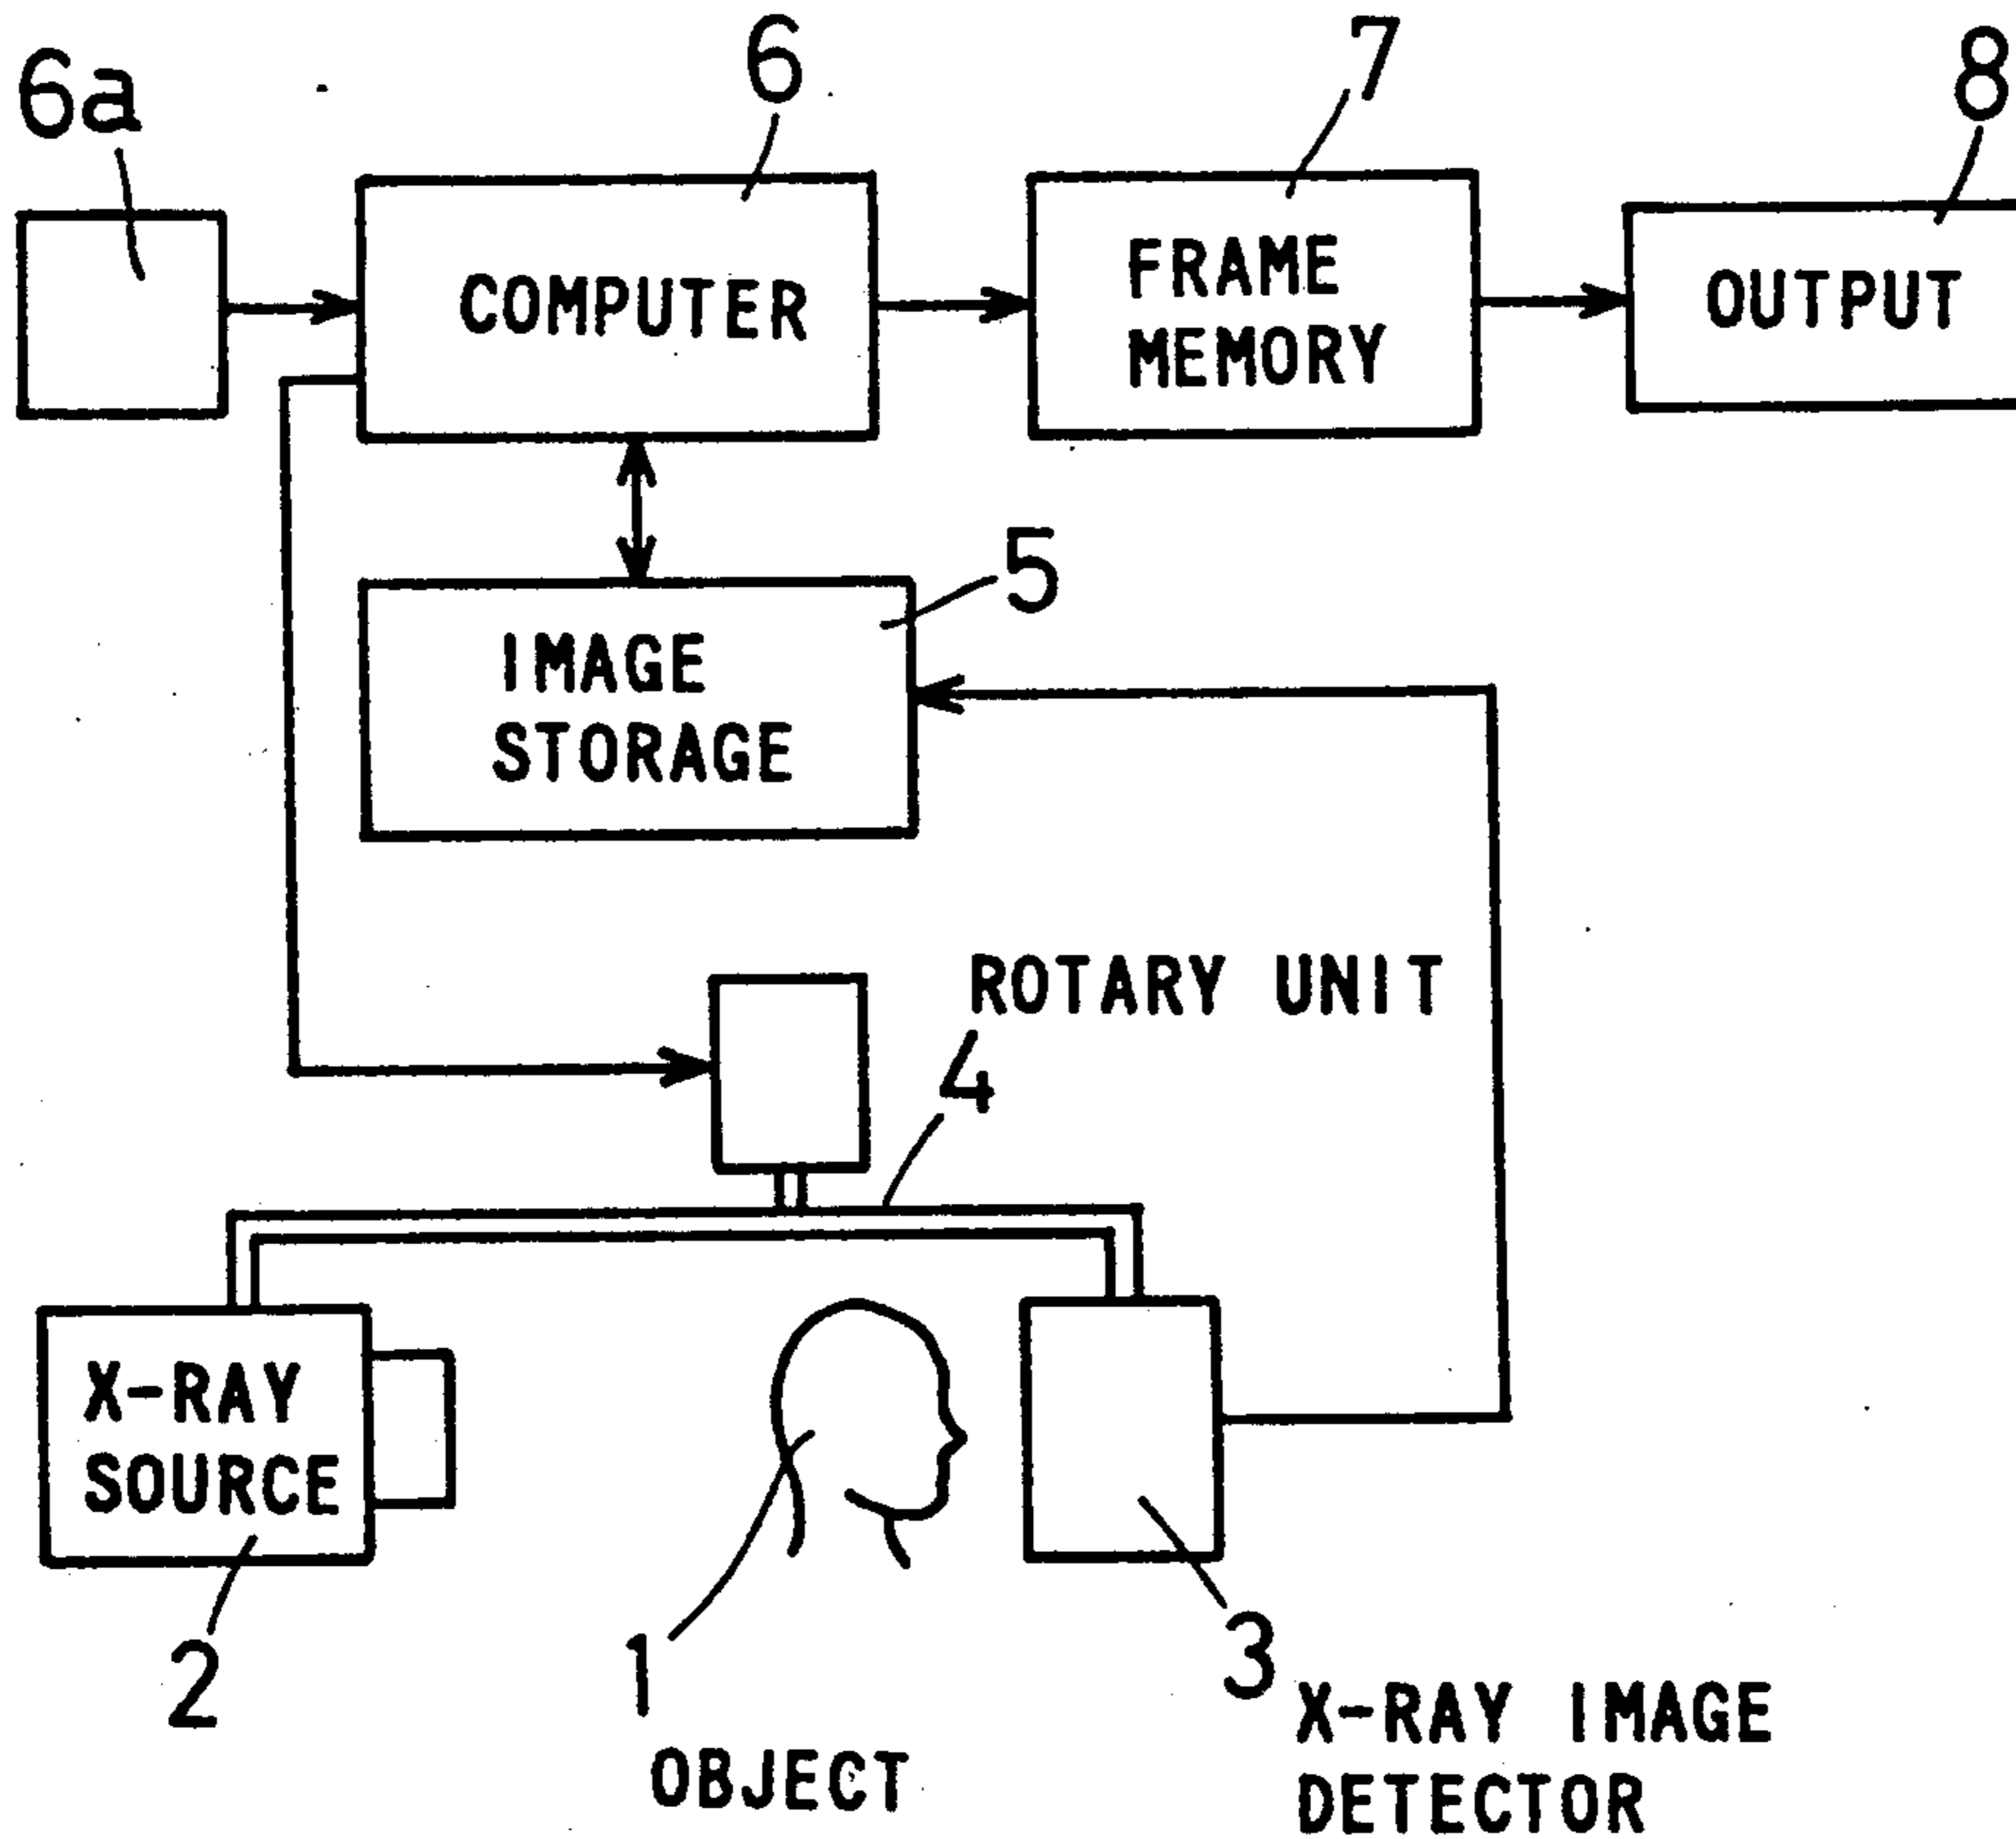 6a
6
7
8
COMPUTER
FRAME
MEMORY
OUTPUT
5
IMAGE
STORAGE
ROTARY UNIT
4
X-RAY
SOURCE
2
1
OBJECT
3
X-RAY IMAGE
DETECTOR